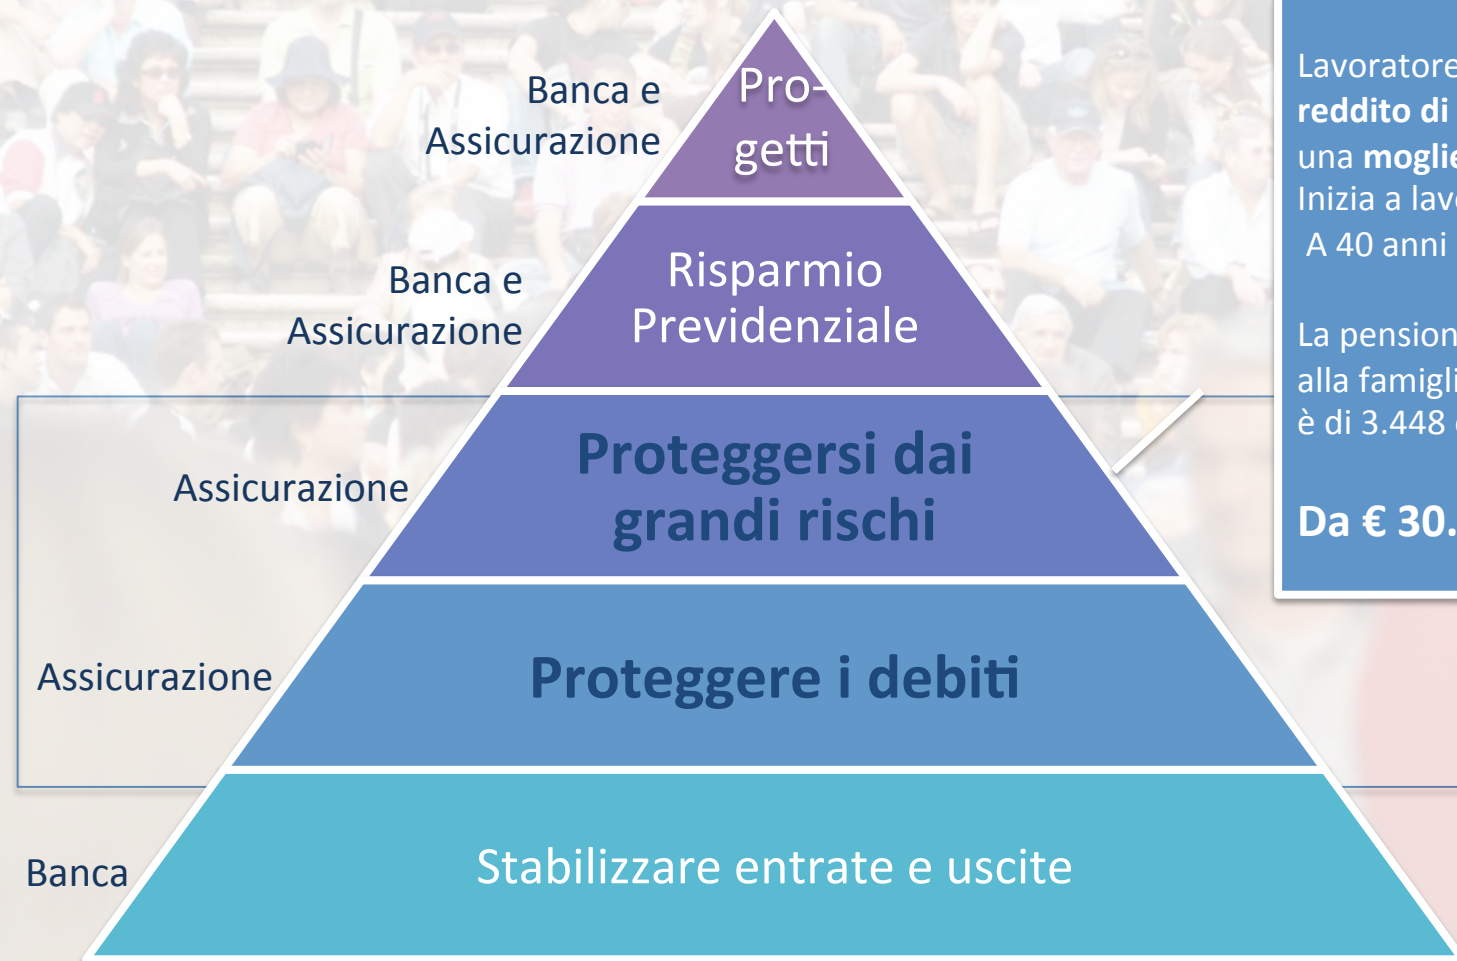 Banca e
Assicurazione
Pro-
getti
Banca e
Assicurazione
Risparmio
Previdenziale
Assicurazione
Proteggersi dai
grandi rischi
Assicurazione
Proteggere i debiti
Banca
Stabilizzare entrate e uscite
Lavoratore
reddito di
una moglie
Inizia a lav
A 40 anni
La pension
alla famigli
è di 3.448
Da € 30.